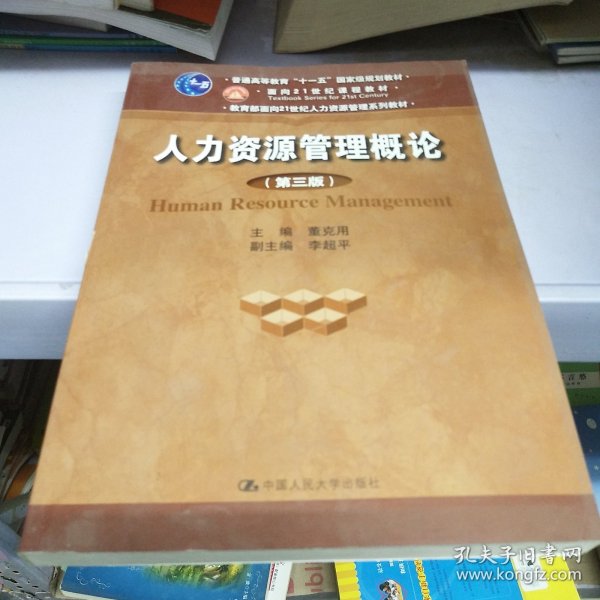 ·普通高等教育“十一五”国家级规划教材
·面向21世纪课程教材
Textbook Series for 21st Century
·教育部面向21世纪人力资源管理系列教材
人力资源管理概论
(第三版)
Human Resource Management
主 编 董克用
副主编 李超平
中国人民大学出版社
孔夫子旧书网
www.kongfz.com